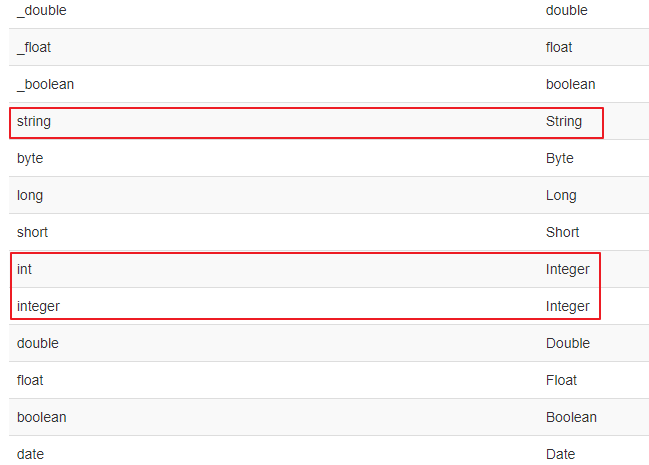 _double double
_float float
_boolean boolean
string String
byte Byte
long Long
short Short
int Integer
integer Integer
double Double
float Float
boolean Boolean
date Date